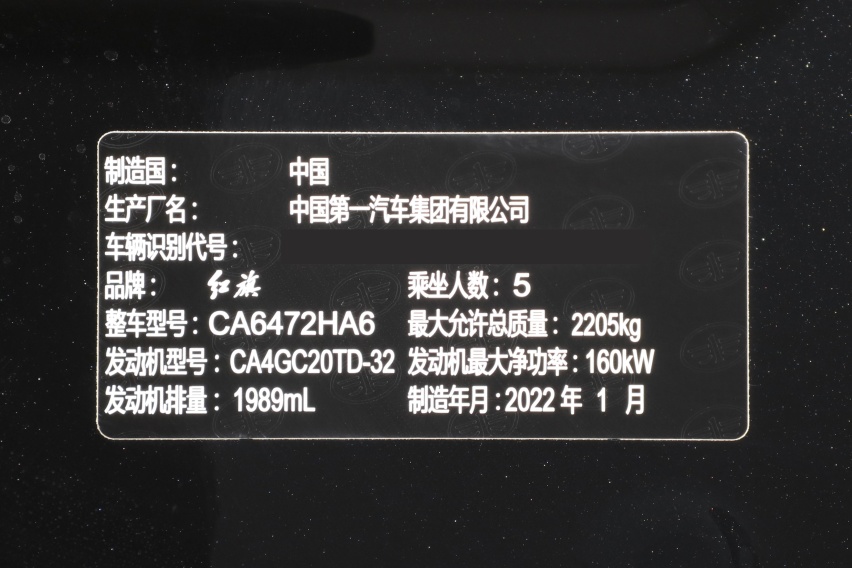 制造国： 中国
生产厂名： 中国第一汽车集团有限公司
车辆识别代号：
品牌： 红旗 乘坐人数：5
整车型号：CA6472HA6 最大允许总质量：2205kg
发动机型号：CA4GC20TD-32 发动机最大净功率：160kW
发动机排量：1989mL 制造年月：2022 年 1 月